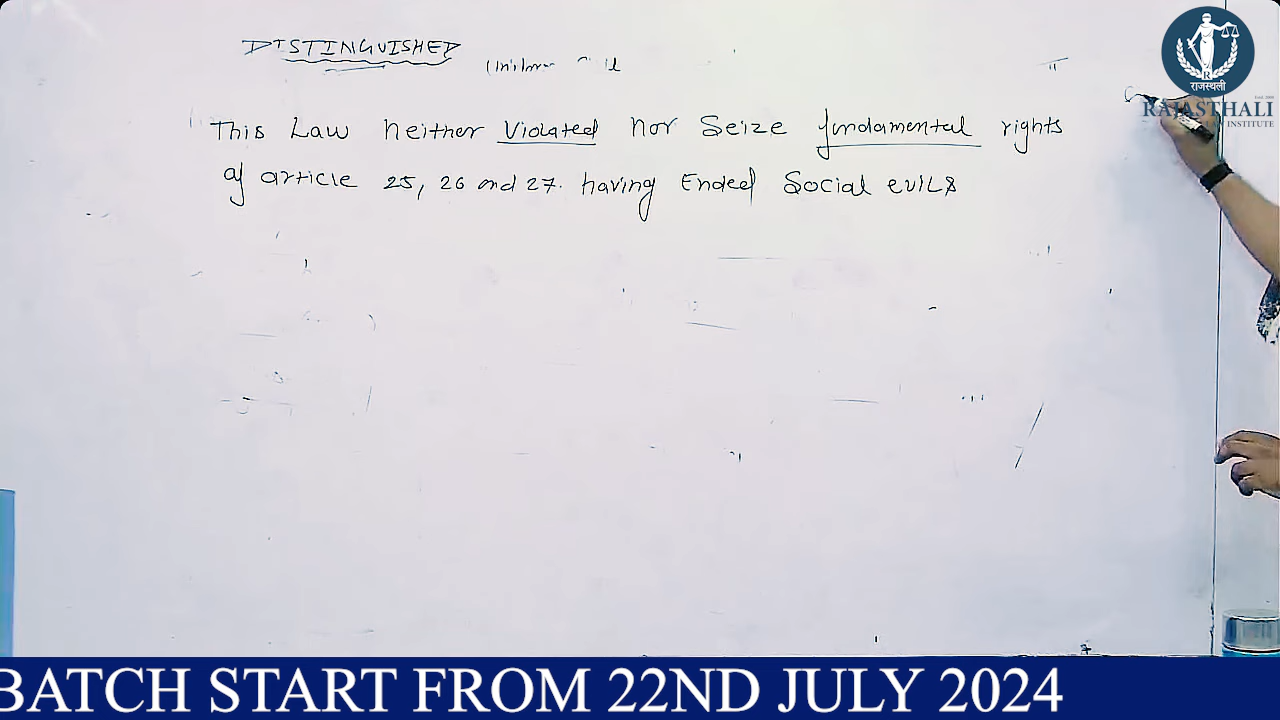 DISTINGUISHED
This Law neither Violated nor Seize fundamental rights
of article 25, 26 and 27. having Ended Social evils
राजस्थली
RAJASTHALI
LAW INSTITUTE
BATCH START FROM 22ND JULY 2024